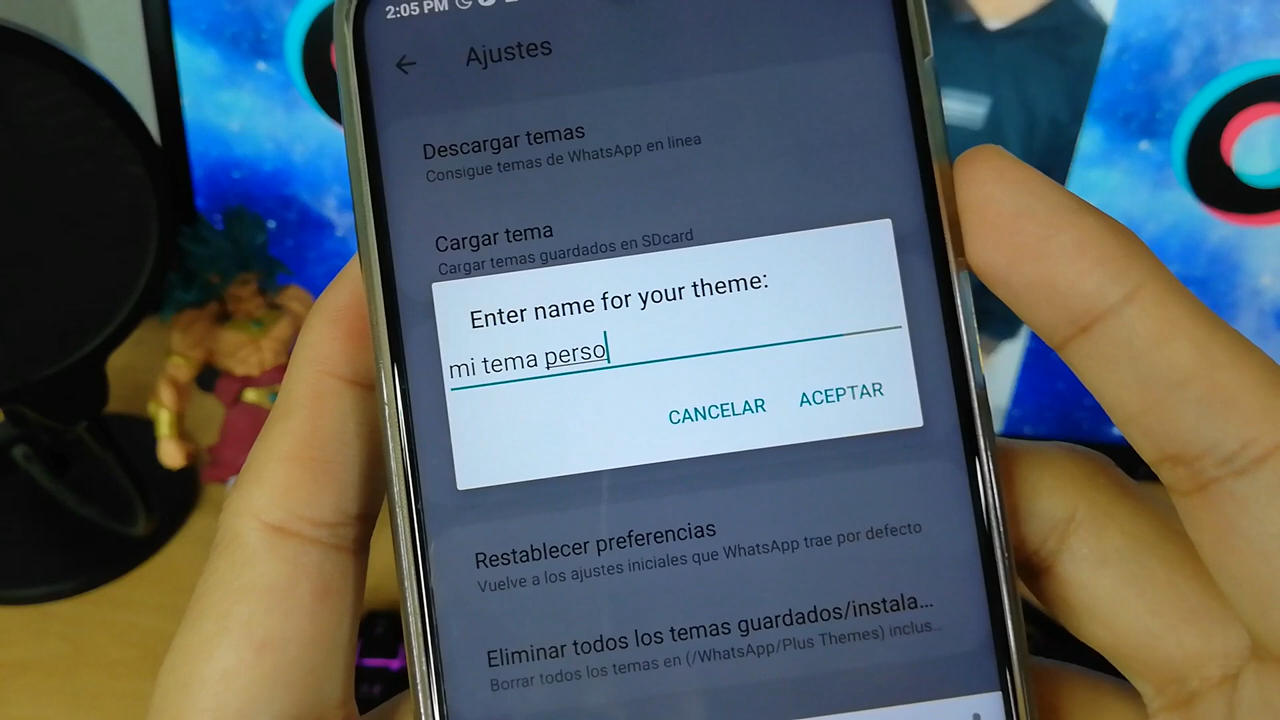 2:05 PM
Ajustes
Descargar temas
Consigue temas de WhatsApp en linea
Cargar tema
Cargar temas guardados en SDcard
Enter name for your theme:
mi tema perso
CANCELAR ACEPTAR
Restablecer preferencias
Vuelve a los ajustes iniciales que WhatsApp trae por defecto
Eliminar todos los temas guardados/instala...
Borrar todos los temas en (/WhatsApp/Plus Themes) inclus...